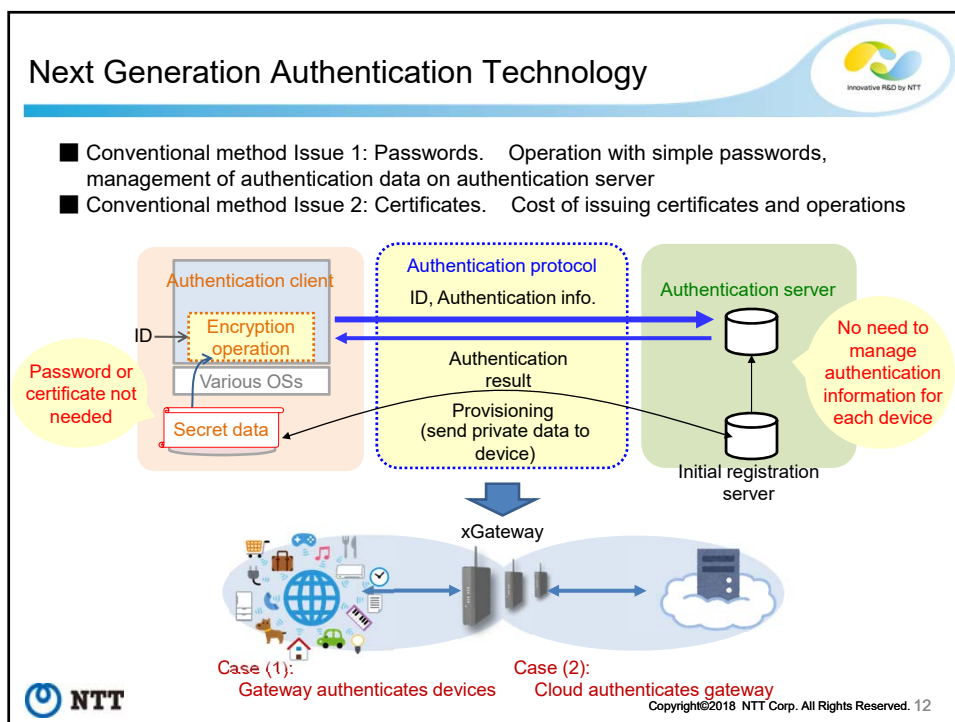 Next Generation Authentication Technology
Innovative R&D by NTT
■ Conventional method Issue 1: Passwords. Operation with simple passwords,
management of authentication data on authentication server
■ Conventional method Issue 2: Certificates. Cost of issuing certificates and operations
Authentication client
ID
Encryption
operation
Various OSs
Secret data
Password or
certificate not
needed
Authentication protocol
ID, Authentication info.
Authentication
result
Provisioning
(send private data to
device)
Authentication server
No need to
manage
authentication
information for
each device
Initial registration
server
xGateway
Case (1):
Gateway authenticates devices
Case (2):
Cloud authenticates gateway
NTT
Copyright©2018 NTT Corp. All Rights Reserved. 12